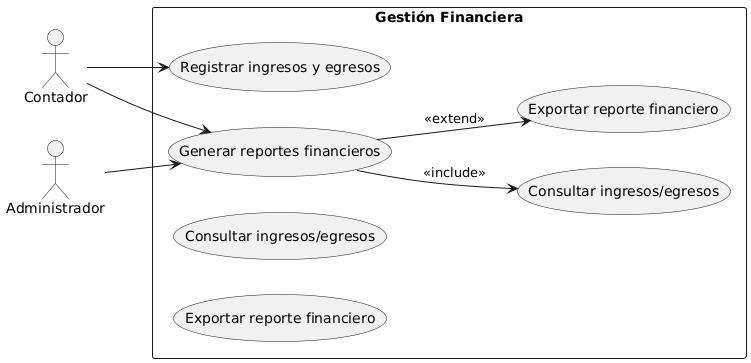 Gestión Financiera
Contador
Registrar ingresos y egresos
Administrador
Generar reportes financieros
«extend»
Exportar reporte financiero
«include»
Consultar ingresos/egresos
Consultar ingresos/egresos
Exportar reporte financiero